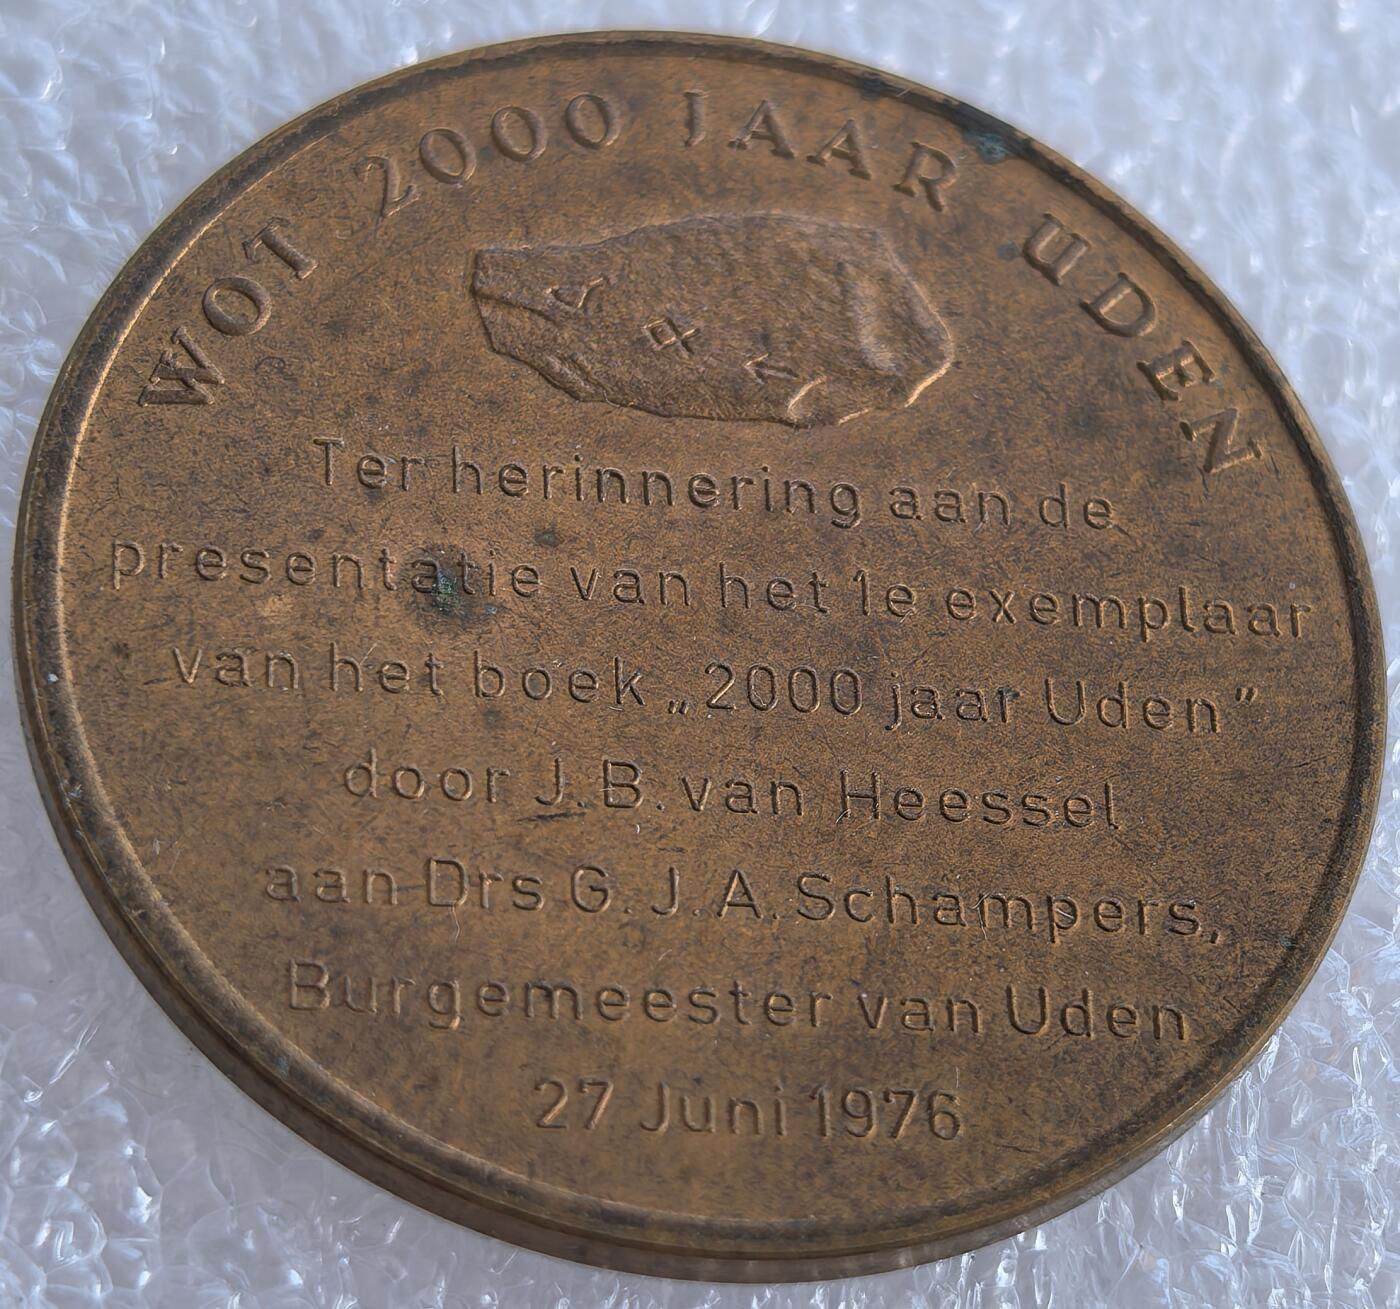 WOT 2000 JAAR UDEN
Ter herinnering aan de
presentatie van het 1e exemplaar
van het boek „2000 jaar Uden”
door J.B. van Heessel
aan Drs G.J.A. Schampers,
Burgemeester van Uden
27 Juni 1976